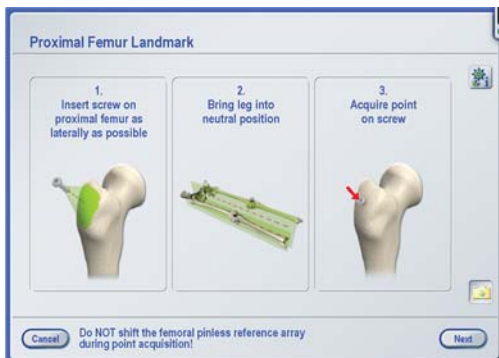 Proximal Femur Landmark
1.
Insert screw on
proximal femur as
laterally as possible
2.
Bring leg into
neutral position
3.
Acquire point
on screw
Cancel
Do NOT shift the femoral pinless reference array
during point acquisition!
Next